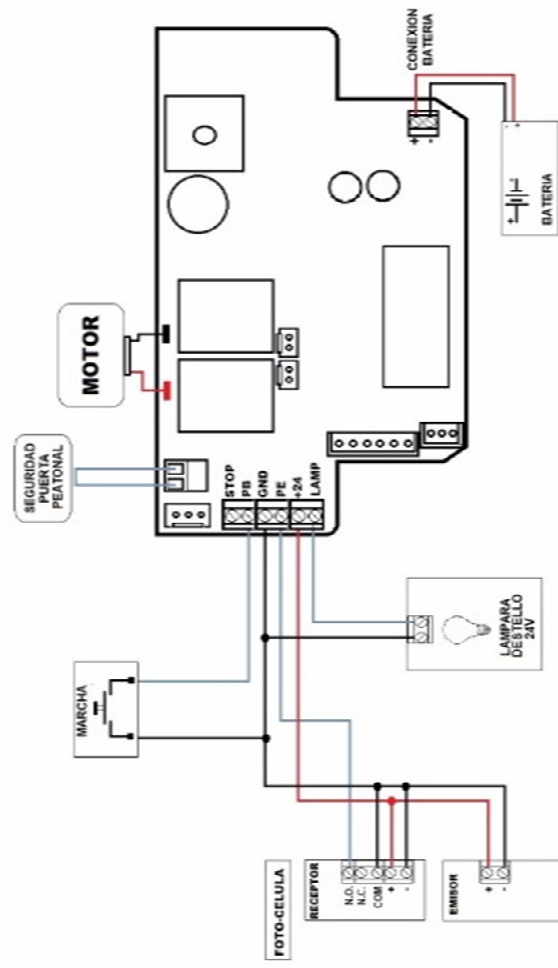 CONEXION
BATERIA
+
-
- +
+
BATERIA
MOTOR
SEGURIDAD
PUERTA
PEATONAL
STOP
PB
GND
PE
+24
LAMP
MARCHA
LAMPARA
DESTELLO
24V
FOTO-CELULA
RECEPTOR
N.O.
N.C.
COM
+
-
EMISOR
+
-